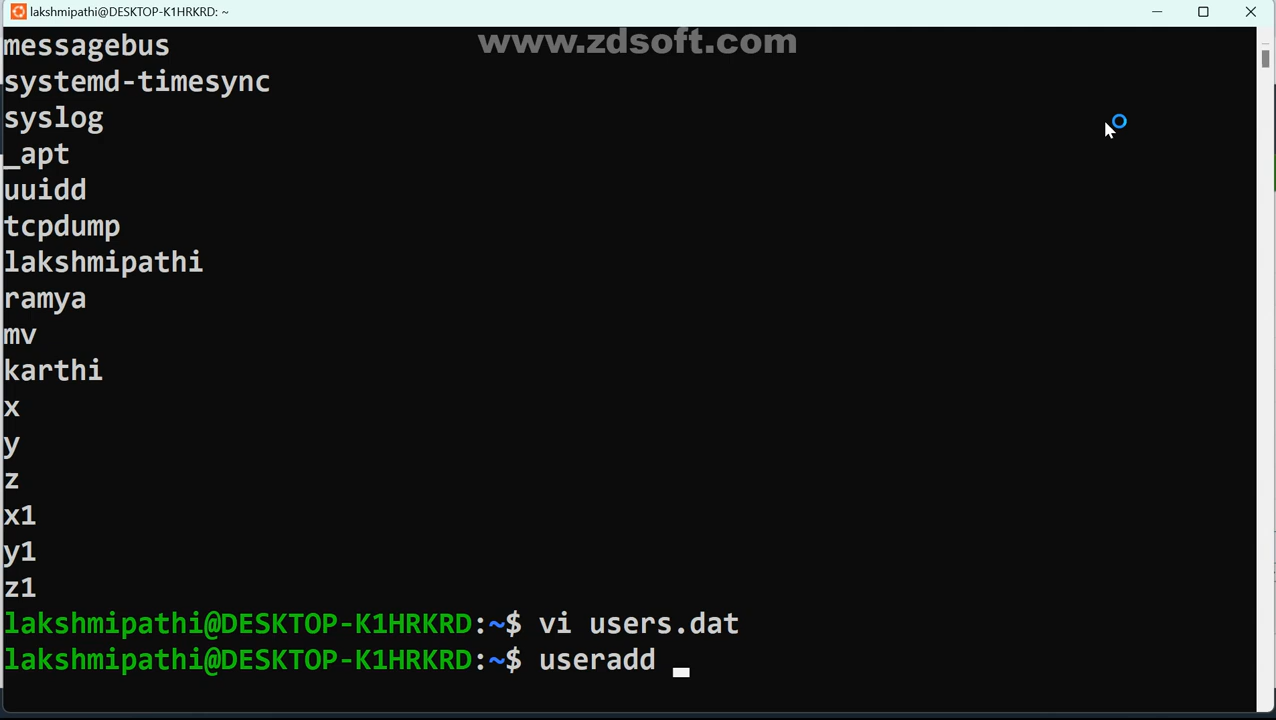 lakshmipathi@DESKTOP-K1HRKRD: ~
www.zdsoft.com
messagebus
systemd-timesync
syslog
_apt
uuidd
tcpdump
lakshmipathi
ramya
mv
karthi
x
y
z
x1
y1
z1
lakshmipathi@DESKTOP-K1HRKRD:~$ vi users.dat
lakshmipathi@DESKTOP-K1HRKRD:~$ useradd